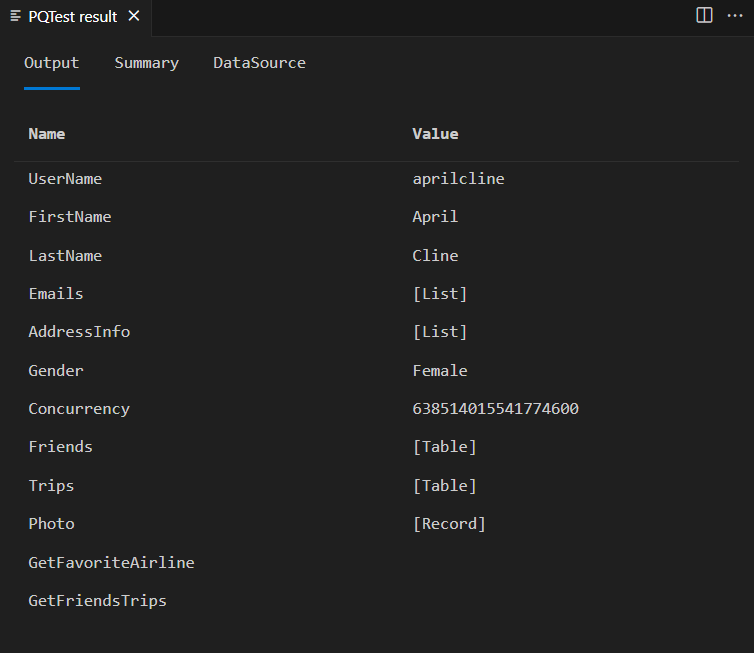 PQTest result
Output Summary DataSource
Name Value
UserName aprilcline
FirstName April
LastName Cline
Emails [List]
AddressInfo [List]
Gender Female
Concurrency 638514015541774600
Friends [Table]
Trips [Table]
Photo [Record]
GetFavoriteAirline
GetFriendsTrips